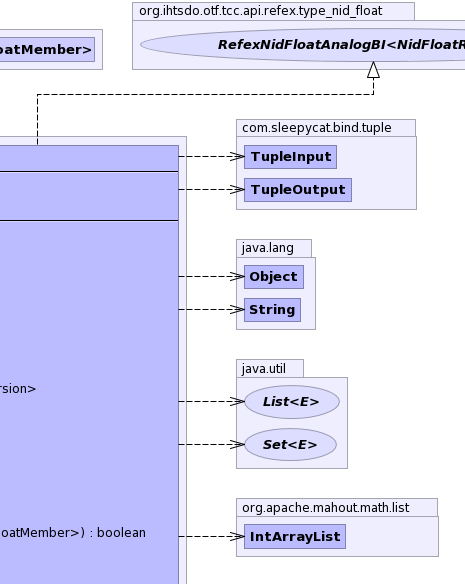 org.ihtsdo.otf.tcc.api.refex.type_nid_float
oatMember>
RefexNidFloatAnalogBI<NidFloatR
com.sleepycat.bind.tuple
TupleInput
TupleOutput
java.lang
Object
String
java.util
rsion>
List<E>
Set<E>
org.apache.mahout.math.list
oatMember>) : boolean
IntArrayList